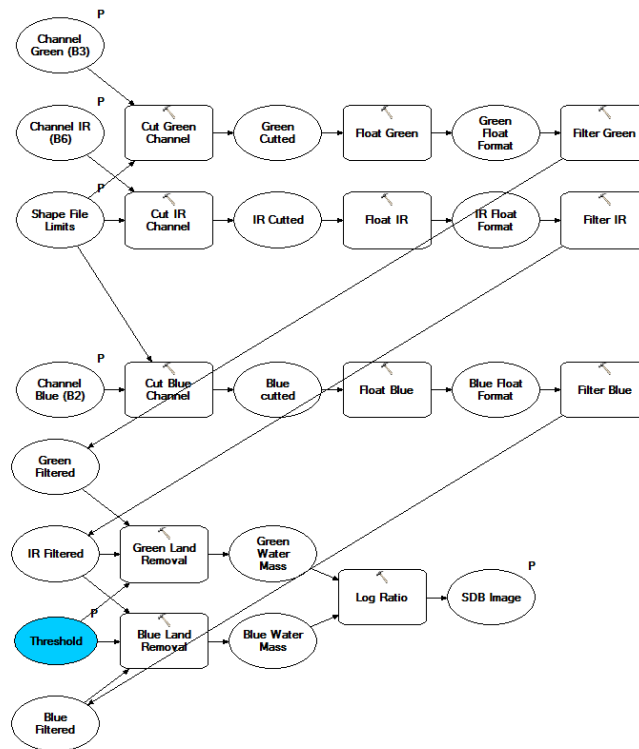 P
Channel
Green (B3)
P
Channel IR
(B6)
Cut Green
Channel
Green
Cutted
Float Green
Green
Float
Format
Filter Green
P
Shape File
Limits
Cut IR
Channel
IR Cutted
Float IR
IR Float
Format
Filter IR
P
Channel
Blue (B2)
Cut Blue
Channel
Blue
cutted
Float Blue
Blue Float
Format
Filter Blue
Green
Filtered
IR Filtered
Green Land
Removal
Green
Water
Mass
P
Threshold
Blue Land
Removal
Blue Water
Mass
Log Ratio
P
SDB Image
Blue
Filtered